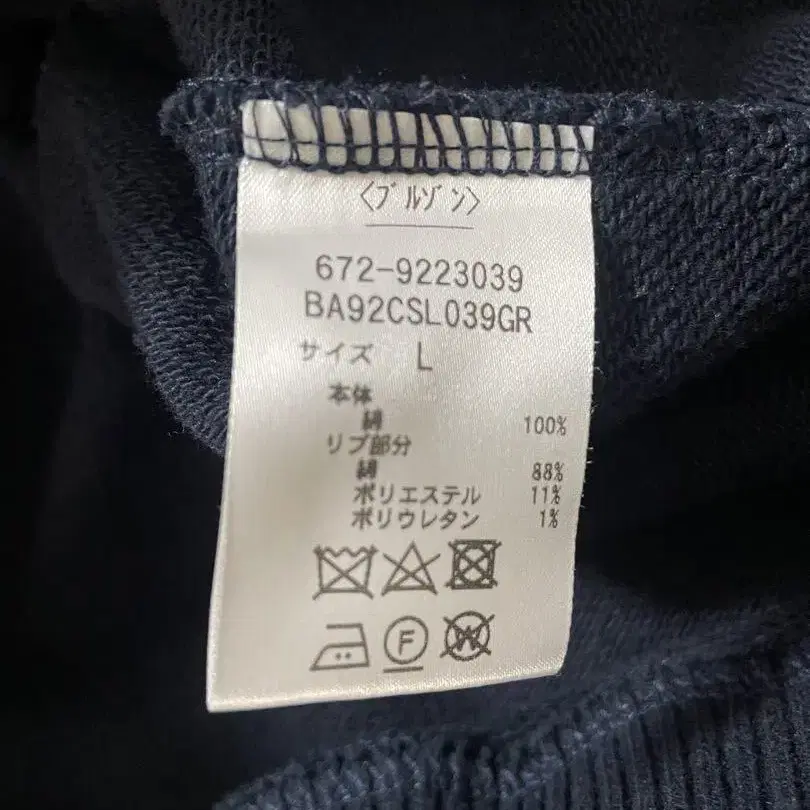 〈ブルゾン〉
672-9223039
BA92CSL039GR
サイズ L
本体
綿 100%
リブ部分
綿 88%
ポリエステル 11%
ポリウレタン 1%
F W